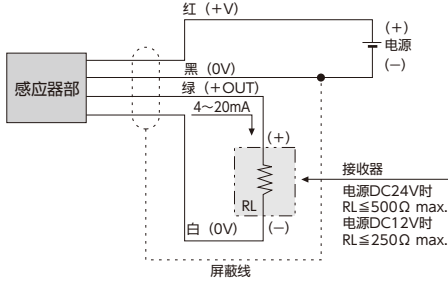 红（+V）
（+）
电源
（−）
感应器部
黑（0V）
绿（+OUT）
4～20mA
（+）
RL
（−）
白（0V）
接收器
电源DC24V时
RL≦500Ω max.
电源DC12V时
RL≦250Ω max.
屏蔽线